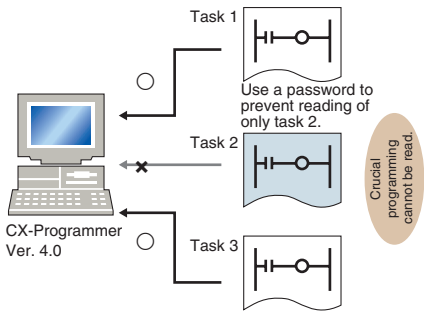 Task 1
Use a password to
prevent reading of
only task 2.
Task 2
Crucial
programming
cannot be read.
CX-Programmer
Ver. 4.0
Task 3